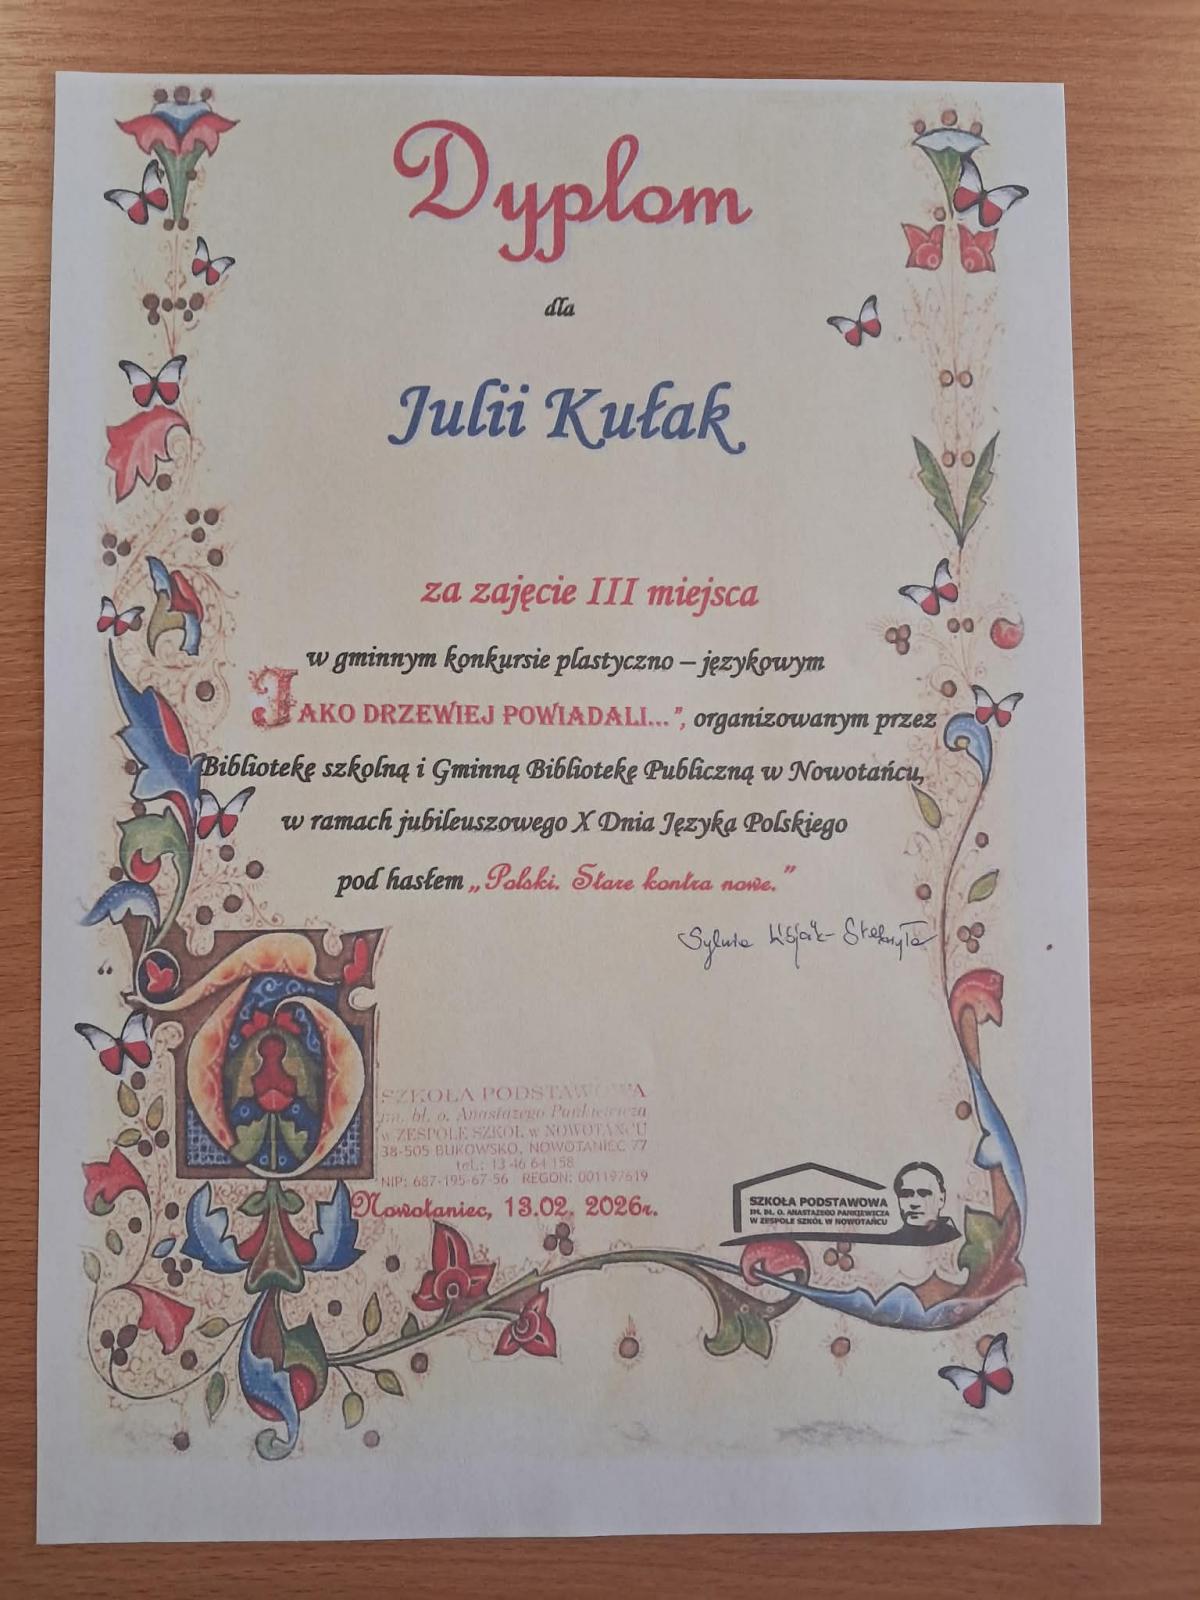 Dyplom
dla
Julii Kułak
za zajęcie III miejsca
w gminnym konkursie plastyczno – językowym
JAKO DRZEWIEJ POWIADALI...", organizowanym przez
Bibliotekę szkolną i Gminną Bibliotekę Publiczną w Nowotańcu,
w ramach jubileuszowego X Dnia Języka Polskiego
pod hasłem „Polski. Stare kontra nowe."
Sylwia
“
SZKOŁA PODSTAWOWA
im. bł. o. Anastazego Pankiewicza
w ZESPOLE SZKÓŁ w NOWOTAŃCU
38-505 BUKOWSKO, NOWOTANIEC 77
tel.: 13 46 64 158
NIP: 687-195-67-56 REGON: 001197619
Nowotaniec, 13.02. 2026r.
SZKOŁA PODSTAWOWA
IM. BŁ. O. ANASTAZEGO PANKIEWICZA
W ZESPOLE SZKÓŁ W NOWOTAŃCU